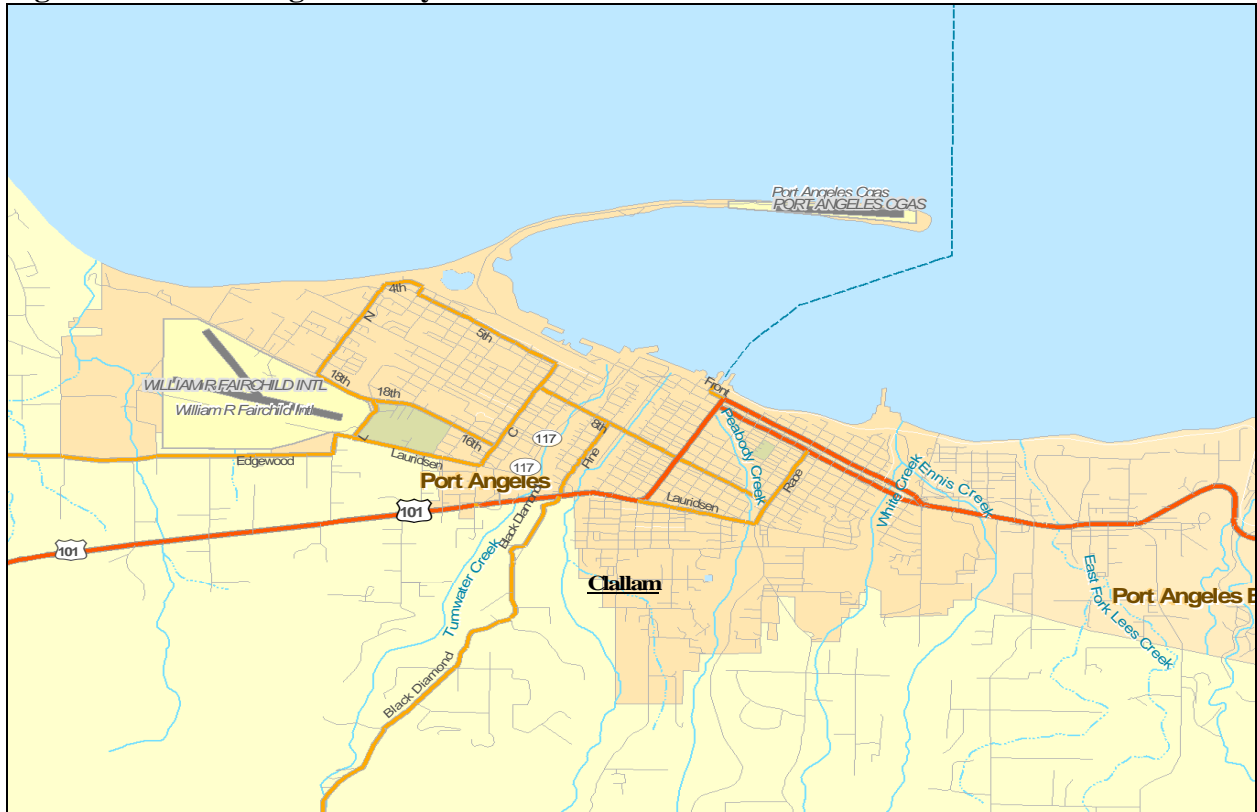 Port Angeles Cgas
PORT ANGELES CGAS
4th
N
5th
18th
18th
WILLIAM R FAIRCHILD INTL
William R Fairchild Intl
L
16th
C
117
8th
Pine
Front
Peabody Creek
Race
Edgewood
Lauridsen
117
Port Angeles
Lauridsen
White Creek
Ennis Creek
101
101
Black Diamond
Tumwater Creek
Clallam
East Fork Lees Creek
Port Angeles E
Black Diamond